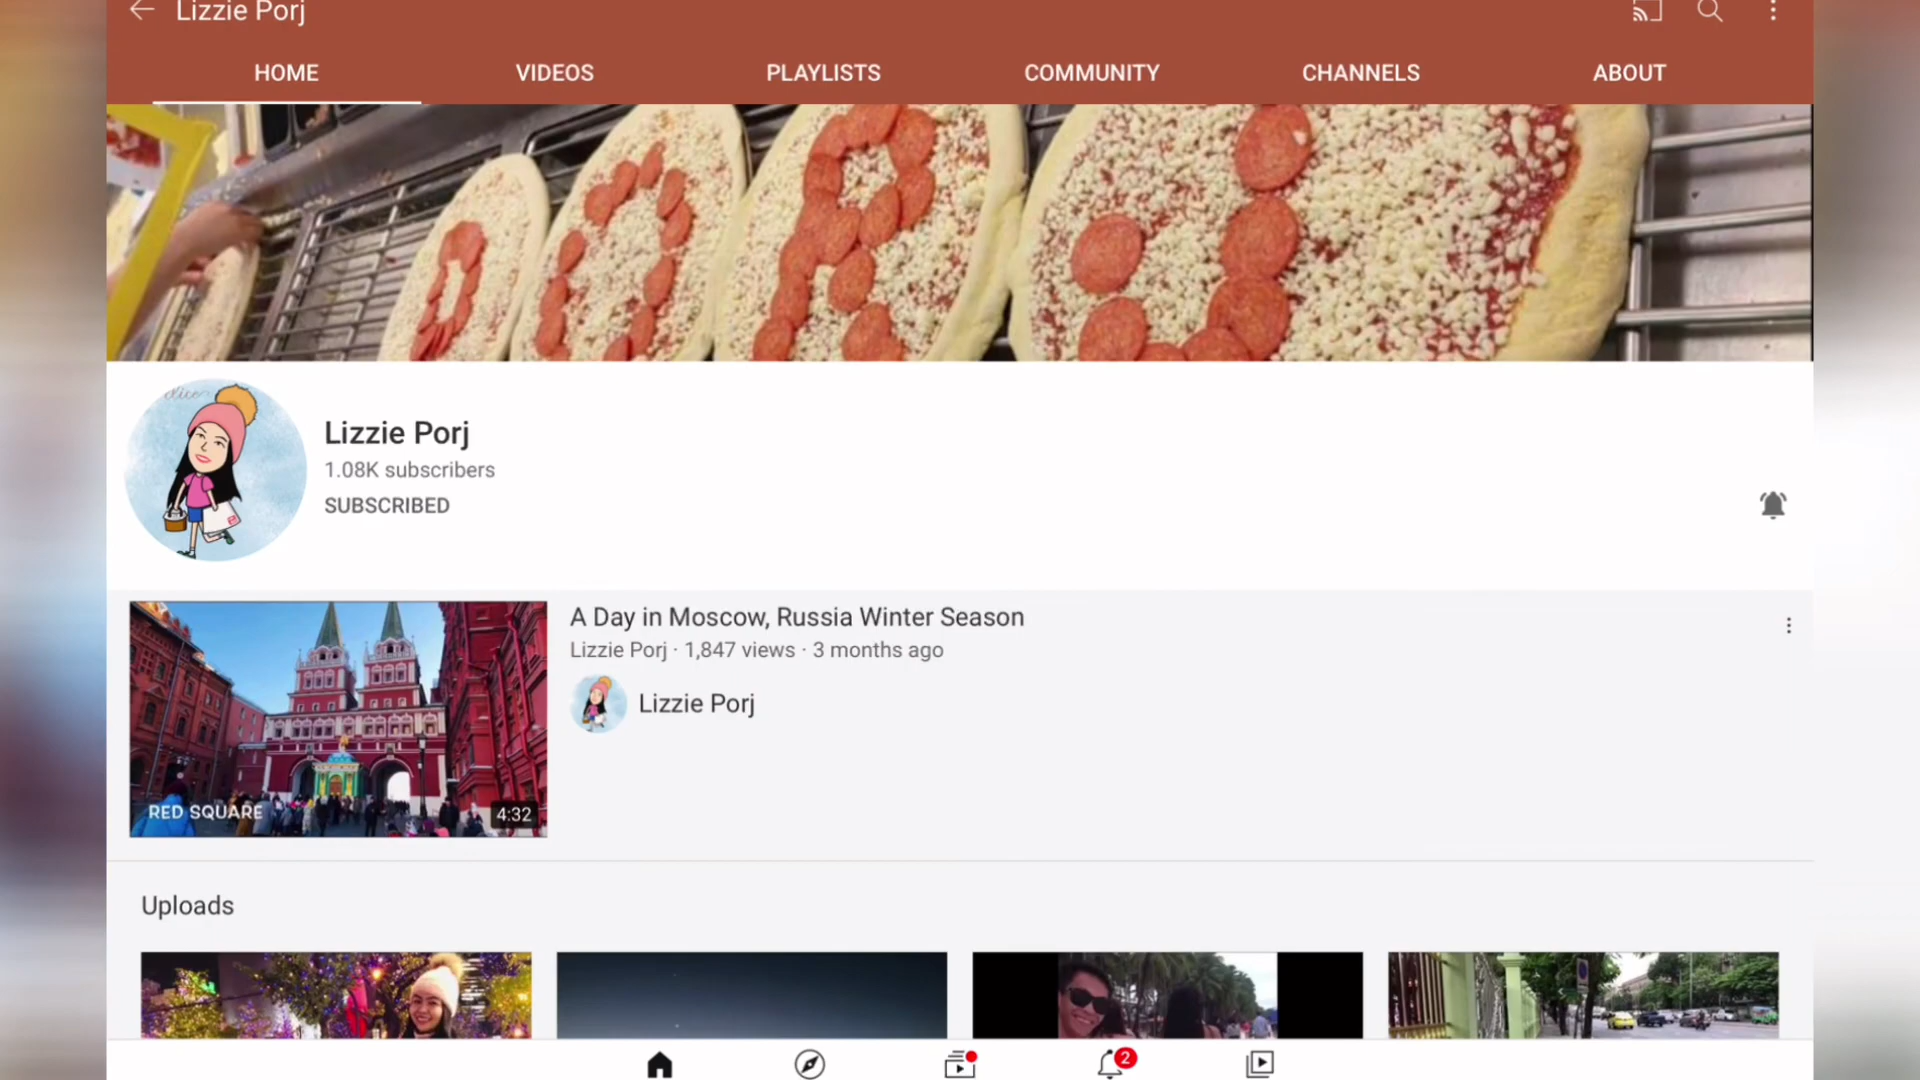 Lizzie Porj
HOME
VIDEOS
PLAYLISTS
COMMUNITY
CHANNELS
ABOUT
PORJ
Lizzie Porj
1.08K subscribers
SUBSCRIBED
A Day in Moscow, Russia Winter Season
Lizzie Porj · 1,847 views · 3 months ago
Lizzie Porj
RED SQUARE
4:32
Uploads
2